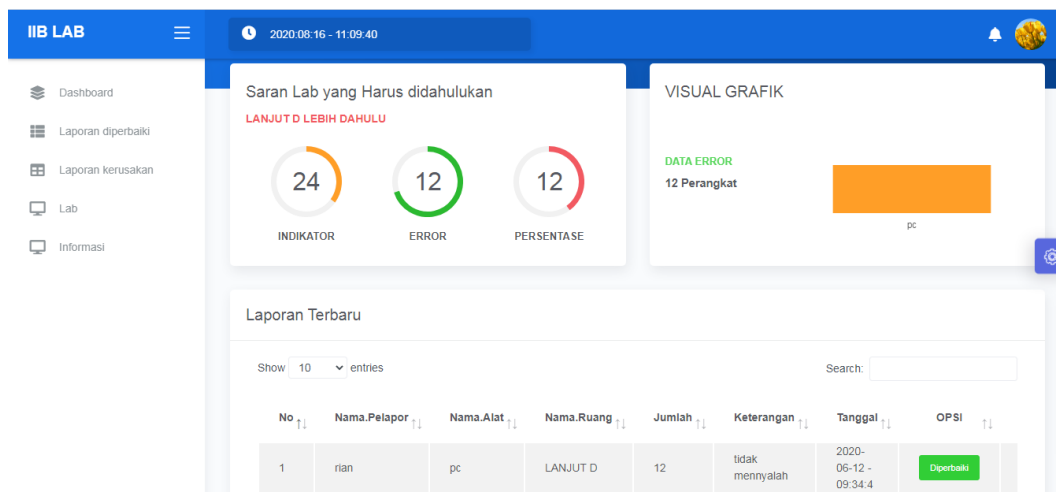 IIB LAB
2020:08:16 - 11:09:40
Dashboard
Laporan diperbaiki
Laporan kerusakan
Lab
Informasi
Saran Lab yang Harus didahulukan
LANJUT D LEBIH DAHULU
24
12
12
INDIKATOR
ERROR
PERSENTASE
VISUAL GRAFIK
DATA ERROR
12 Perangkat
pc
Laporan Terbaru
Show 10 entries
Search:
No Nama.Pelapor Nama.Alat Nama.Ruang Jumlah Keterangan Tanggal OPSI
1 rian pc LANJUT D 12 tidak mennyalah 2020-06-12 - 09:34:4 Diperbaiki